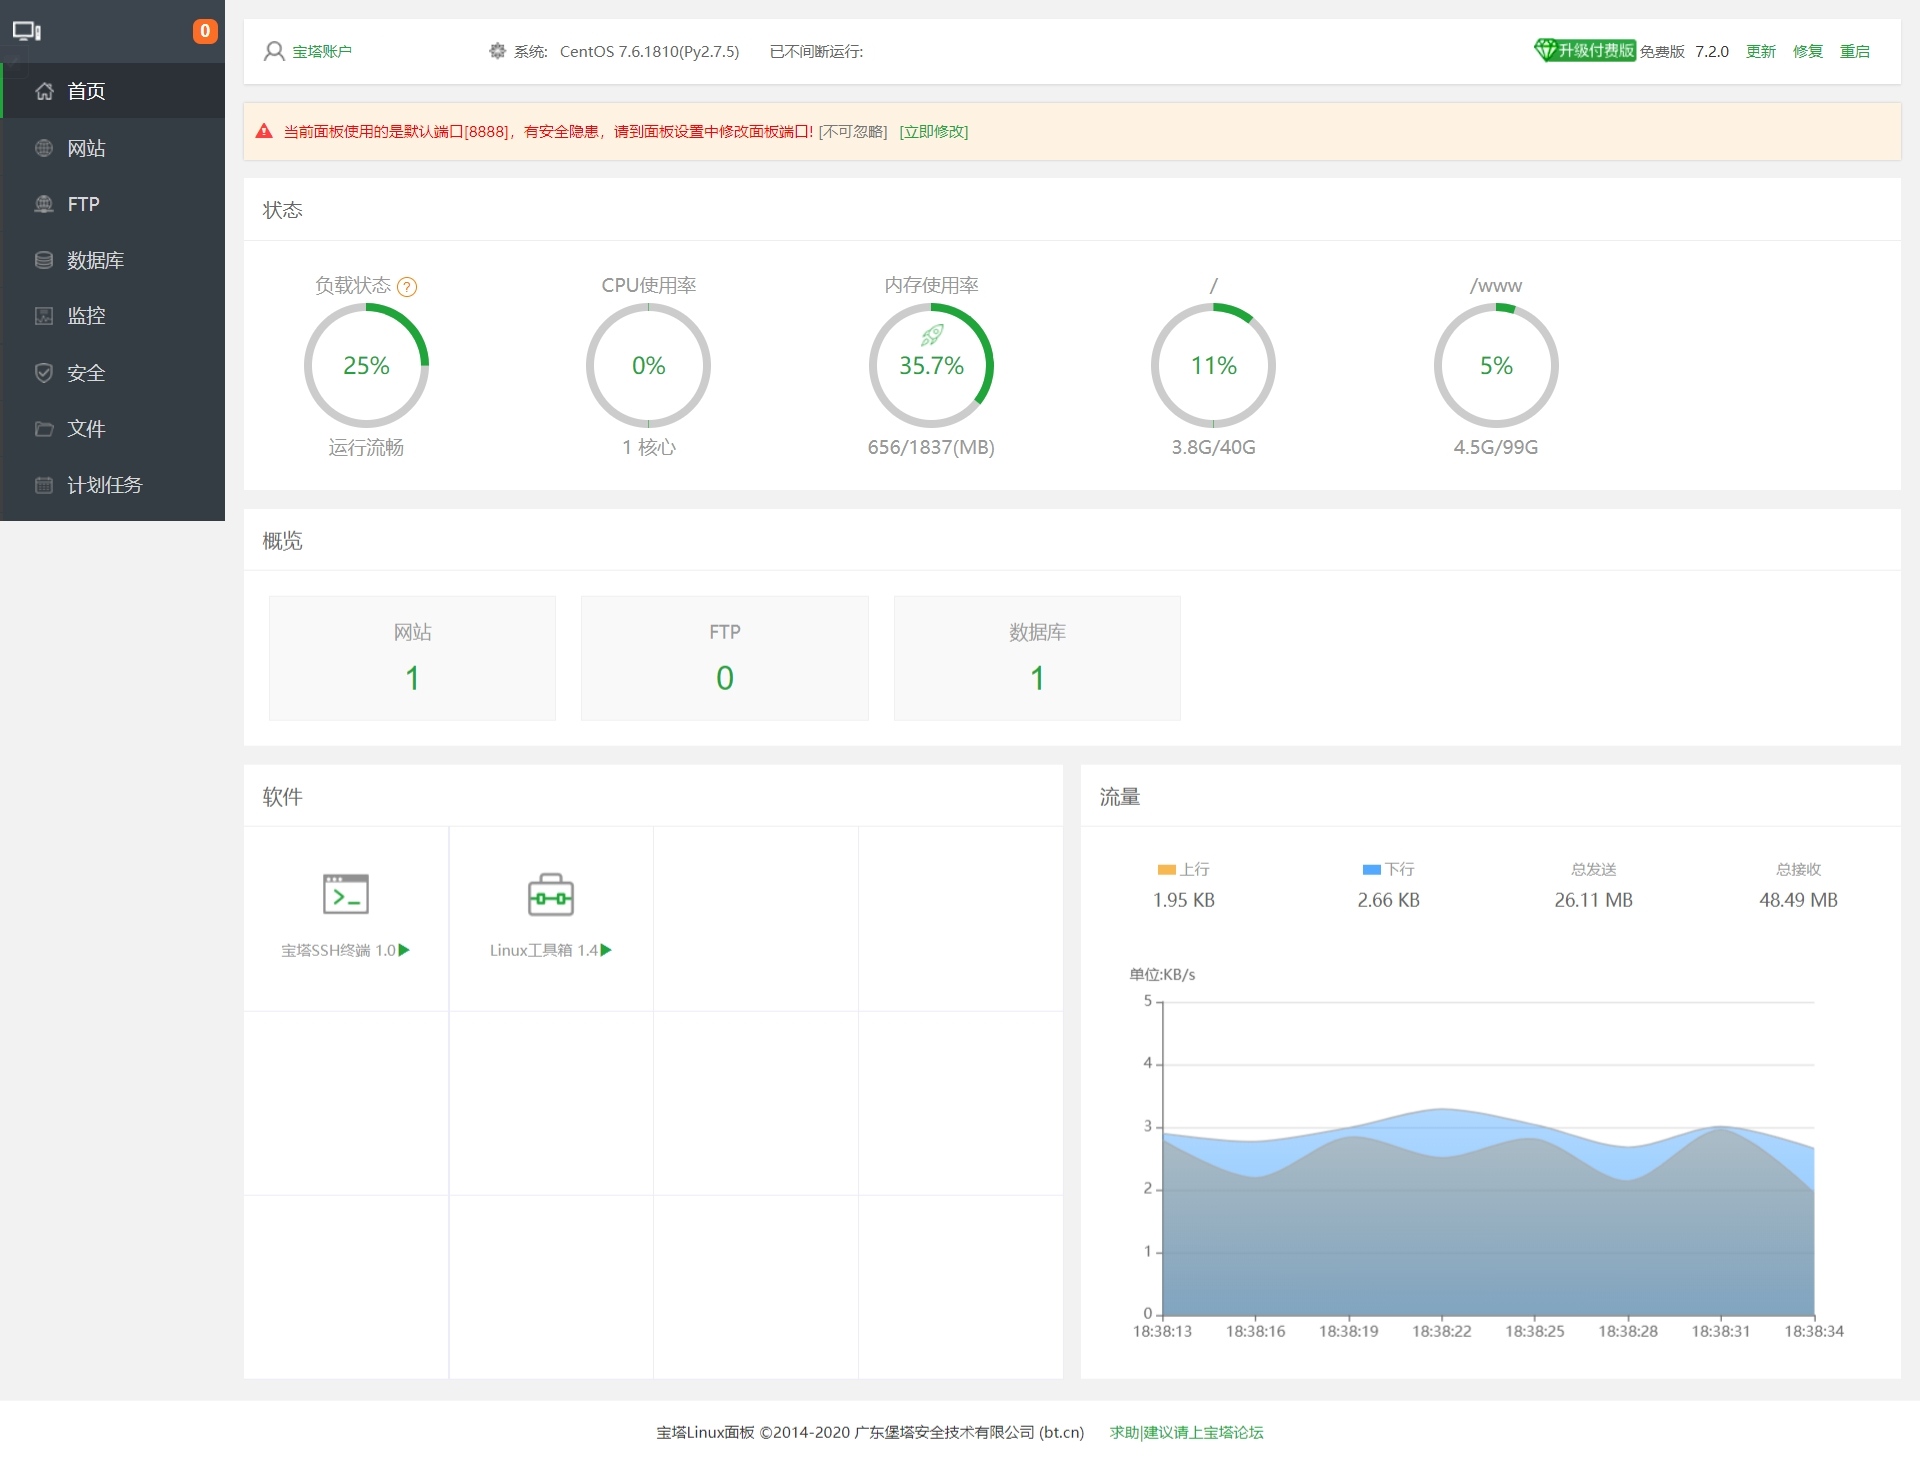 0
首页
网站
FTP
数据库
监控
安全
文件
计划任务
宝塔账户 系统: CentOS 7.6.1810(Py2.7.5) 已不间断运行: 升级付费版 免费版 7.2.0 更新 修复 重启
当前面板使用的是默认端口[8888]，有安全隐患，请到面板设置中修改面板端口! [不可忽略] [立即修改]
状态
负载状态 ? CPU使用率 内存使用率 / /www
25% 0% 35.7% 11% 5%
运行流畅 1 核心 656/1837(MB) 3.8G/40G 4.5G/99G
概览
网站 FTP 数据库
1 0 1
软件
宝塔SSH终端 1.0 Linux工具箱 1.4
流量
上行 下行 总发送 总接收
1.95 KB 2.66 KB 26.11 MB 48.49 MB
单位:KB/s
5
4
3
2
1
0
18:38:13 18:38:16 18:38:19 18:38:22 18:38:25 18:38:28 18:38:31 18:38:34
宝塔Linux面板 ©2014-2020 广东堡塔安全技术有限公司 (bt.cn) 求助|建议请上宝塔论坛